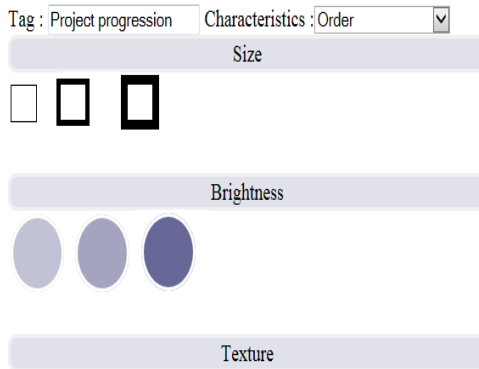 Tag : Project progression Characteristics : Order
Size
Brightness
Texture